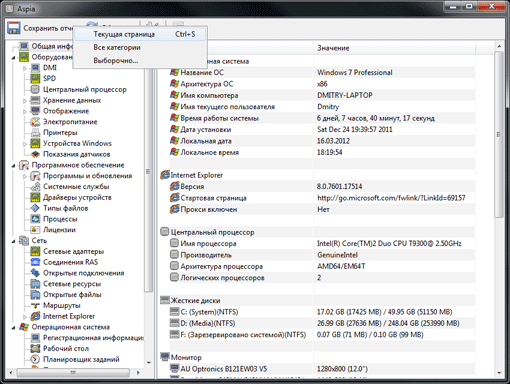 Aspia
Сохранить отчет
Текущая страница Ctrl+S
Все категории
Выборочно...
Общая
Оборудование
DMI
SPD
Центральный процессор
Хранение данных
Отображение
Электропитание
Принтеры
Устройства Windows
Показания датчиков
Программное обеспечение
Программы и обновления
Системные службы
Драйверы устройств
Типы файлов
Процессы
Лицензии
Сеть
Сетевые адаптеры
Соединения RAS
Открытые подключения
Сетевые ресурсы
Открытые файлы
Маршруты
Internet Explorer
Операционная система
Регистрационная информация
Рабочий стол
Планировщик заданий
Значение
система
Название ОС Windows 7 Professional
Архитектура ОС x86
Имя компьютера DMITRY-LAPTOP
Имя текущего пользователя Dmitry
Время работы системы 6 дней, 7 часов, 40 минут, 17 секунд
Дата установки Sat Dec 24 19:39:57 2011
Локальная дата 16.03.2012
Локальное время 18:19:54
Internet Explorer
Версия 8.0.7601.17514
Стартовая страница http://go.microsoft.com/fwlink/?LinkId=69157
Прокси включен Нет
Центральный процессор
Имя процессора Intel(R) Core(TM)2 Duo CPU T9300@ 2.50GHz
Производитель GenuineIntel
Архитектура процессора AMD64/EM64T
Логических процессоров 2
Жесткие диски
C: (System)(NTFS) 17.02 GB (17425 MB) / 49.95 GB (51150 MB)
D: (Media)(NTFS) 26.99 GB (27636 MB) / 248.04 GB (253990 MB)
F: (Зарезервировано системой)(NTFS) 0.07 GB (71 MB) / 0.10 GB (99 MB)
Монитор
AU Optronics B121EW03 V5 1280x800 (12.0")